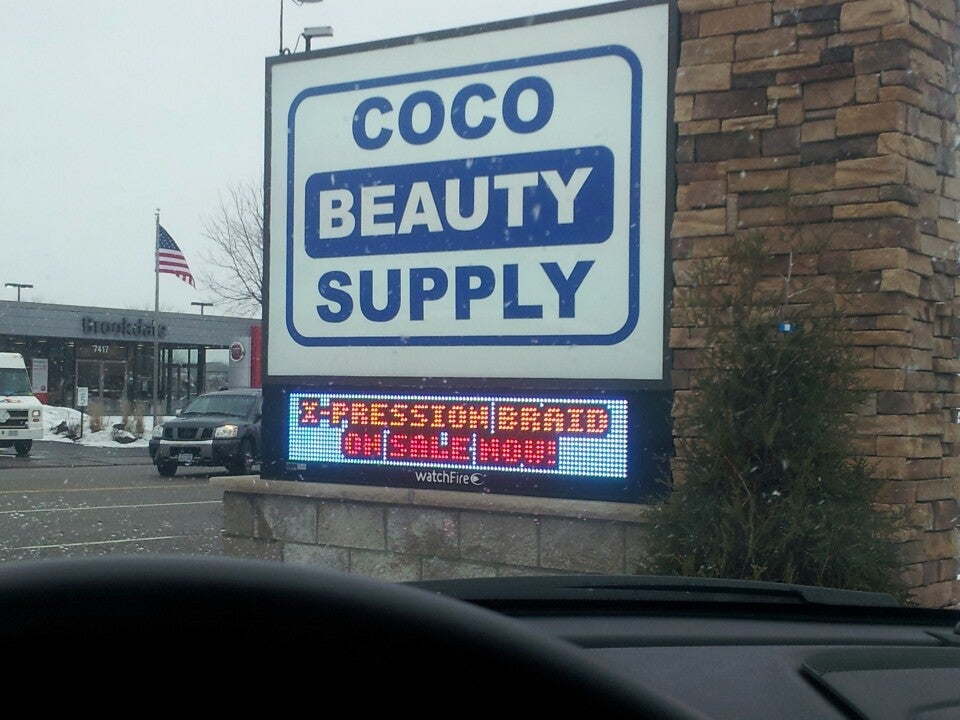 COCO
BEAUTY
SUPPLY
X-PRESSION BRAID
ON SALE NOW!
watchFire
Brookdale
7417